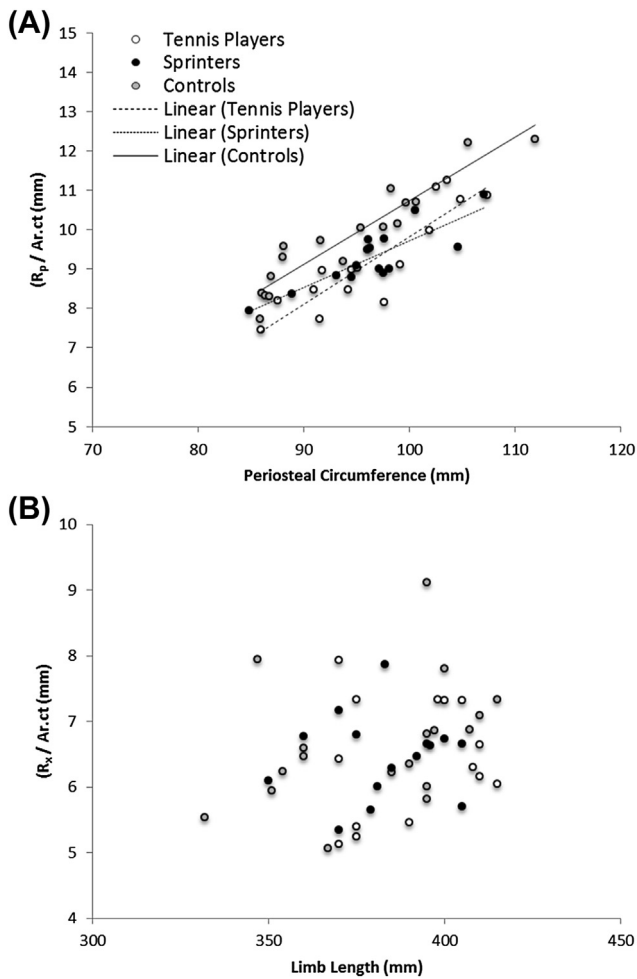 (A)
15
14
13
12
11
10
9
8
7
6
5
(Rp / Ar.ct (mm)
Tennis Players
Sprinters
Controls
Linear (Tennis Players)
Linear (Sprinters)
Linear (Controls)
70 80 90 100 110 120
Periosteal Circumference (mm)
(B)
10
9
8
7
6
5
4
(Rx / Ar.ct (mm)
300 350 400 450
Limb Length (mm)